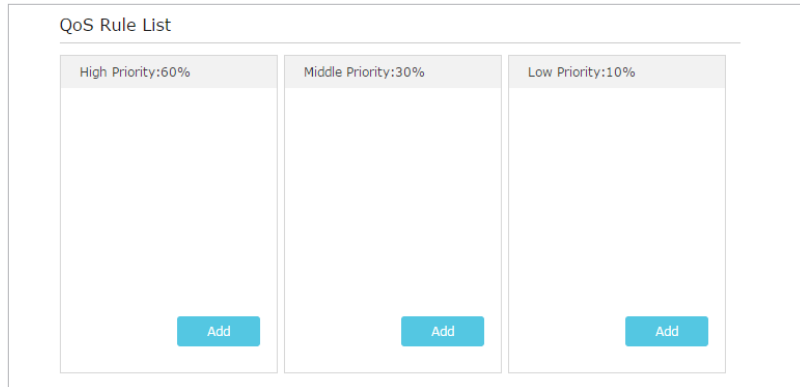 QoS Rule List
High Priority:60%
Middle Priority:30%
Low Priority:10%
Add
Add
Add